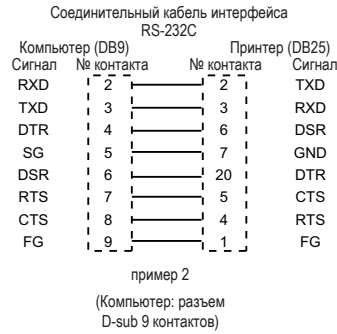 Соединительный кабель интерфейса
RS-232C
Компьютер (DB9) Принтер (DB25)
Сигнал № контакта № контакта Сигнал
RXD 2 2 TXD
TXD 3 3 RXD
DTR 4 6 DSR
SG 5 7 GND
DSR 6 20 DTR
RTS 7 5 CTS
CTS 8 4 RTS
FG 9 1 FG
пример 2
(Компьютер: разъем
D-sub 9 контактов)